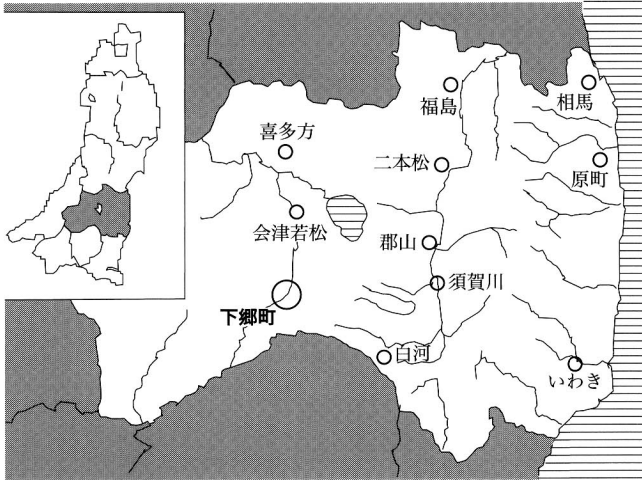 福島
相馬
喜多方
二本松
原町
会津若松
郡山
須賀川
下郷町
白河
いわき